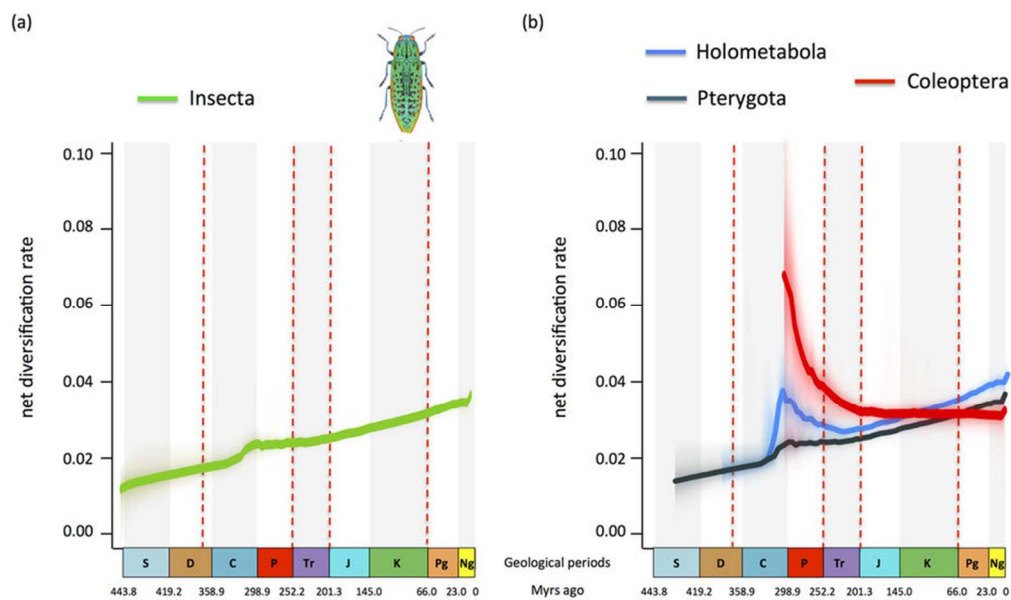 (a)
Insecta
net diversification rate
0.10
0.08
0.06
0.04
0.02
0.00
S D C P Tr J K Pg Ng
443.8 419.2 358.9 298.9 252.2 201.3 145.0 66.0 23.0 0
(b)
Holometabola
Pterygota
Coleoptera
net diversification rate
0.10
0.08
0.06
0.04
0.02
0.00
Geological periods
S D C P Tr J K Pg Ng
Myrs ago
443.8 419.2 358.9 298.9 252.2 201.3 145.0 66.0 23.0 0